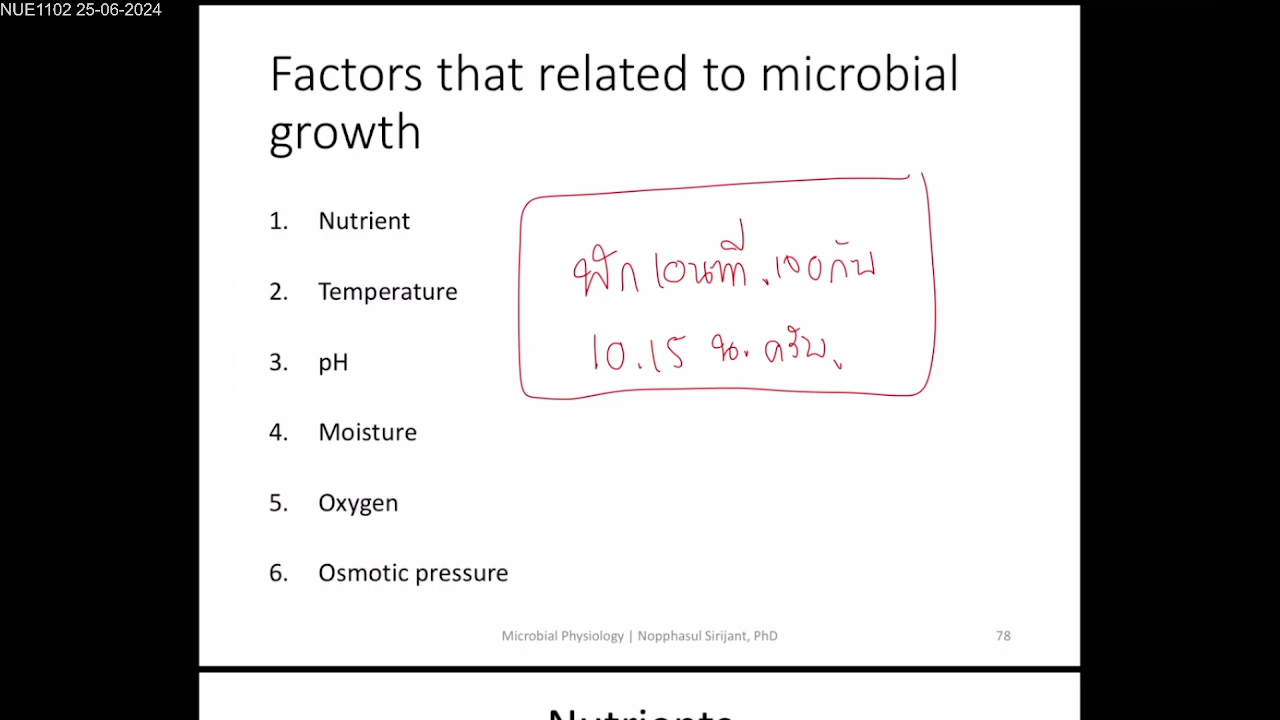 NUE1102 25-06-2024
Factors that related to microbial
growth
1. Nutrient
2. Temperature
3. pH
4. Moisture
5. Oxygen
6. Osmotic pressure
พัก 10 นาที เจอกัน
10.15 น. ครับ
Microbial Physiology | Nopphasul Sirijant, PhD
78
Nutrients